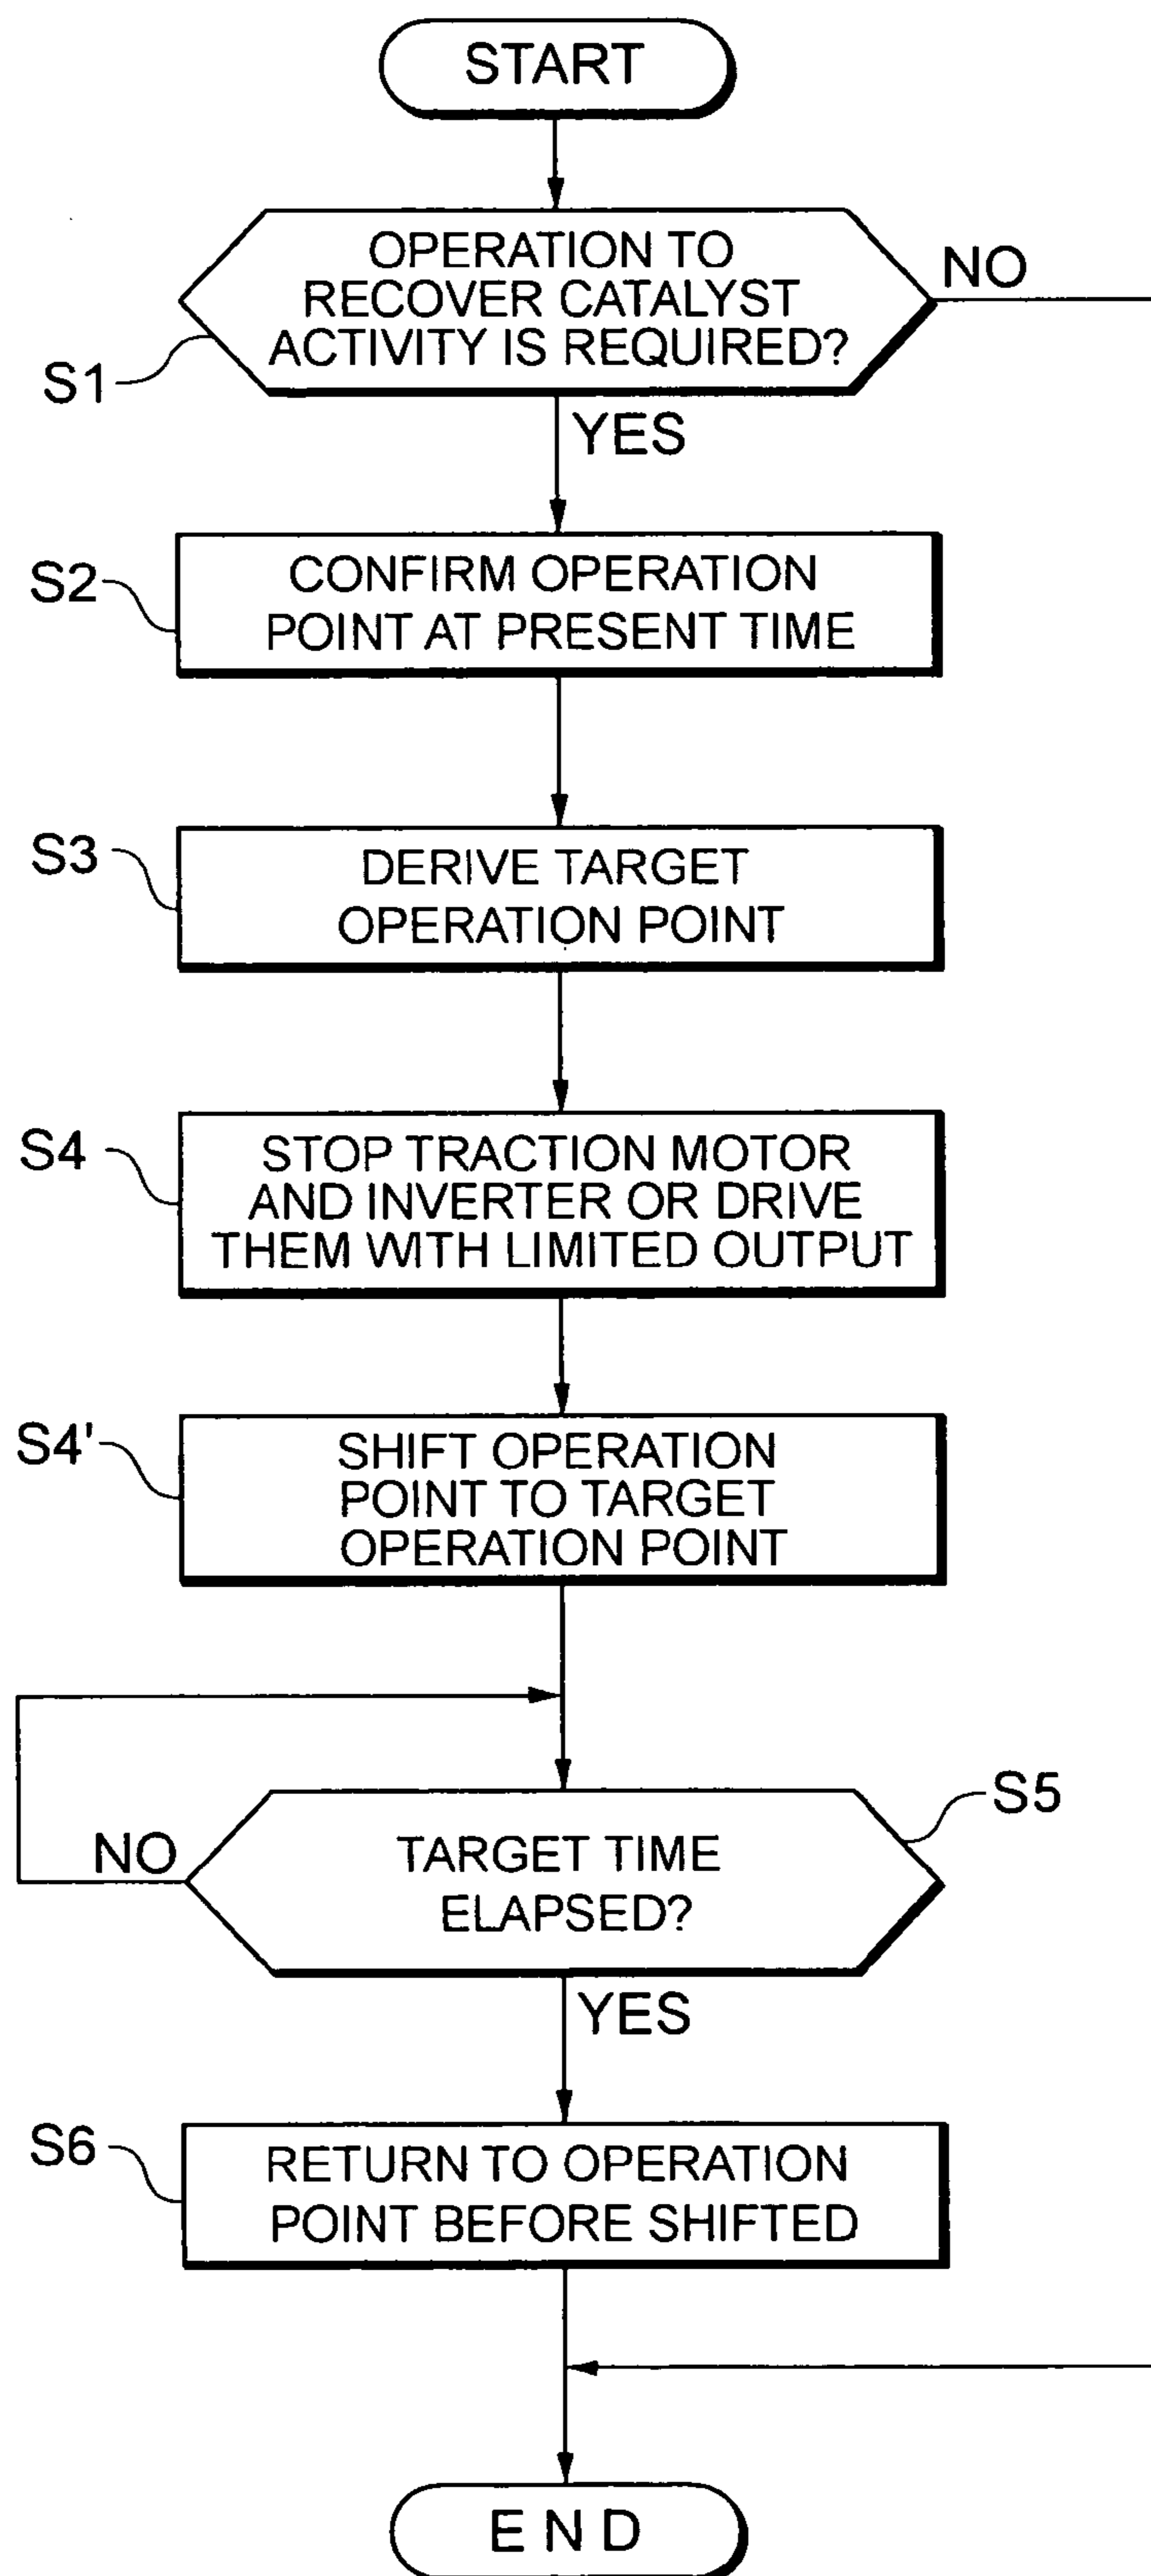 START
OPERATION TO
RECOVER CATALYST
ACTIVITY IS REQUIRED?
NO
S1
YES
S2
CONFIRM OPERATION
POINT AT PRESENT TIME
S3
DERIVE TARGET
OPERATION POINT
S4
STOP TRACTION MOTOR
AND INVERTER OR DRIVE
THEM WITH LIMITED OUTPUT
S4'
SHIFT OPERATION
POINT TO TARGET
OPERATION POINT
S5
NO
TARGET TIME
ELAPSED?
YES
S6
RETURN TO OPERATION
POINT BEFORE SHIFTED
END